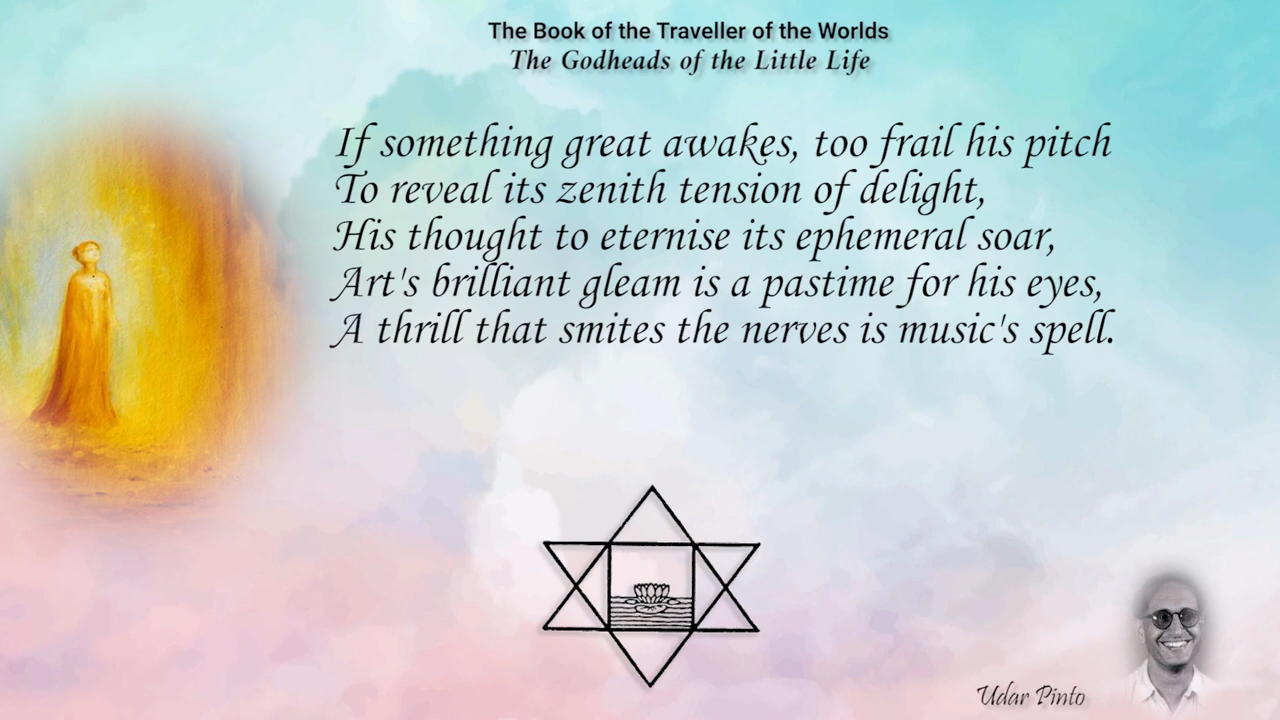 The Book of the Traveller of the Worlds
The Godheads of the Little Life
If something great awakes, too frail his pitch
To reveal its zenith tension of delight,
His thought to eternise its ephemeral soar,
Art's brilliant gleam is a pastime for his eyes,
A thrill that smites the nerves is music's spell.
Udar Pinto